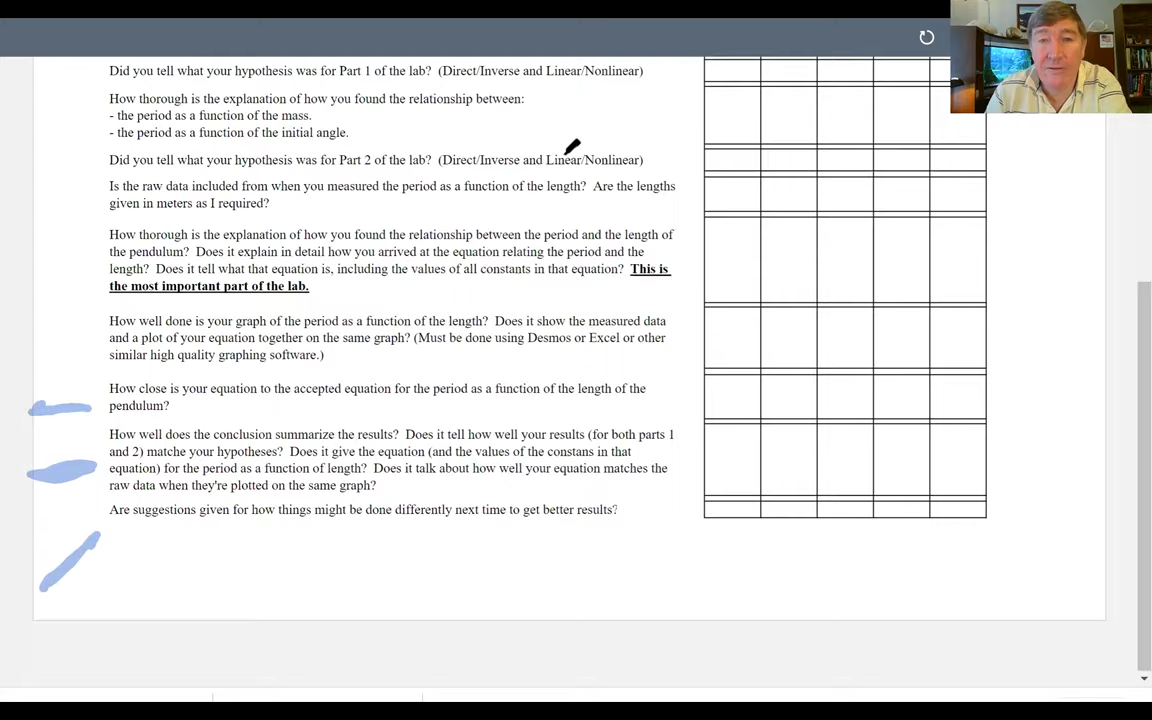 Did you tell what your hypothesis was for Part 1 of the lab?  (Direct/Inverse and Linear/Nonlinear)
How thorough is the explanation of how you found the relationship between:
- the period as a function of the mass.
- the period as a function of the initial angle.
Did you tell what your hypothesis was for Part 2 of the lab?  (Direct/Inverse and Linear/Nonlinear)
Is the raw data included from when you measured the period as a function of the length?  Are the lengths
given in meters as I required?
How thorough is the explanation of how you found the relationship between the period and the length of
the pendulum?  Does it explain in detail how you arrived at the equation relating the period and the
length?  Does it tell what that equation is, including the values of all constants in that equation?  This is
the most important part of the lab.
How well done is your graph of the period as a function of the length?  Does it show the measured data
and a plot of your equation together on the same graph? (Must be done using Desmos or Excel or other
similar high quality graphing software.)
How close is your equation to the accepted equation for the period as a function of the length of the
pendulum?
How well does the conclusion summarize the results?  Does it tell how well your results (for both parts 1
and 2) matche your hypotheses?  Does it give the equation (and the values of the constans in that
equation) for the period as a function of length?  Does it talk about how well your equation matches the
raw data when they're plotted on the same graph?
Are suggestions given for how things might be done differently next time to get better results?